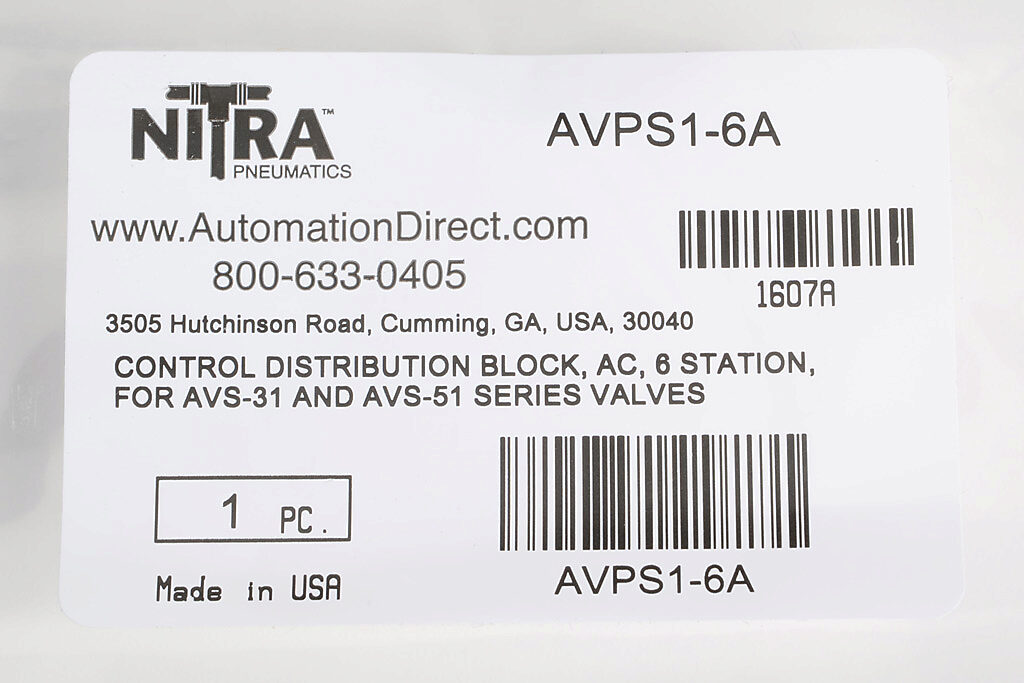 NITRA™
PNEUMATICS
AVPS1-6A
www.AutomationDirect.com
800-633-0405
1607A
3505 Hutchinson Road, Cumming, GA, USA, 30040
CONTROL DISTRIBUTION BLOCK, AC, 6 STATION,
FOR AVS-31 AND AVS-51 SERIES VALVES
1 PC.
Made in USA
AVPS1-6A